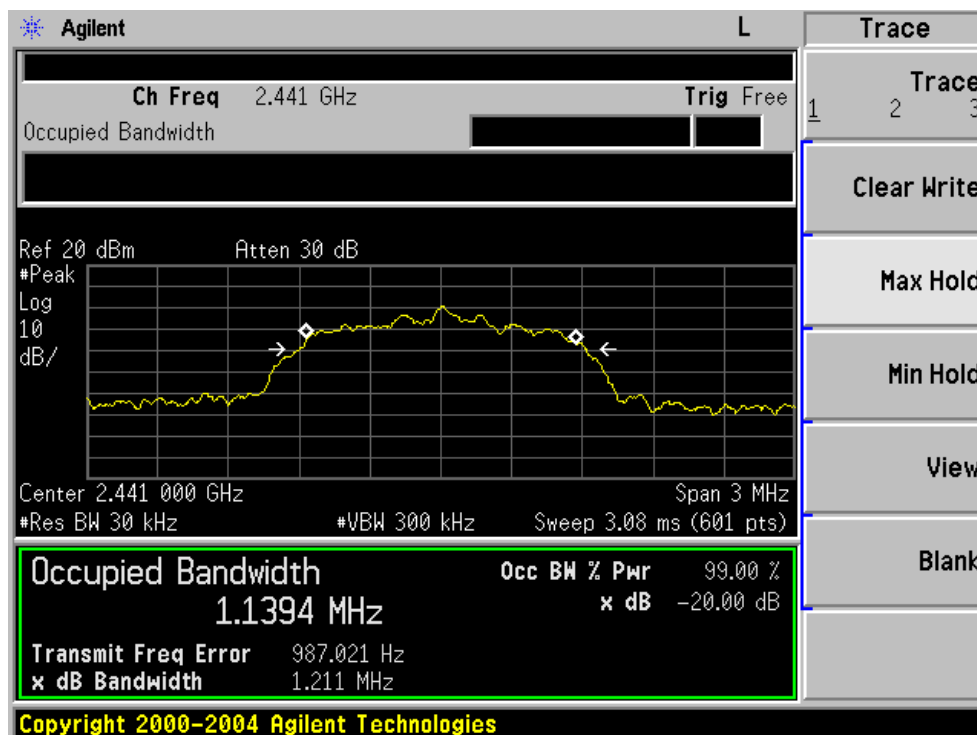 Agilent L Trace
Ch Freq 2.441 GHz Trig Free
Occupied Bandwidth
Trace
1 2 3
Clear Write
Max Hold
Min Hold
View
Blank
Ref 20 dBm Atten 30 dB
#Peak
Log
10
dB/
Center 2.441 000 GHz Span 3 MHz
#Res BW 30 kHz #VBW 300 kHz Sweep 3.08 ms (601 pts)
Occupied Bandwidth Occ BW % Pwr 99.00 %
1.1394 MHz x dB -20.00 dB
Transmit Freq Error 987.021 Hz
x dB Bandwidth 1.211 MHz
Copyright 2000-2004 Agilent Technologies